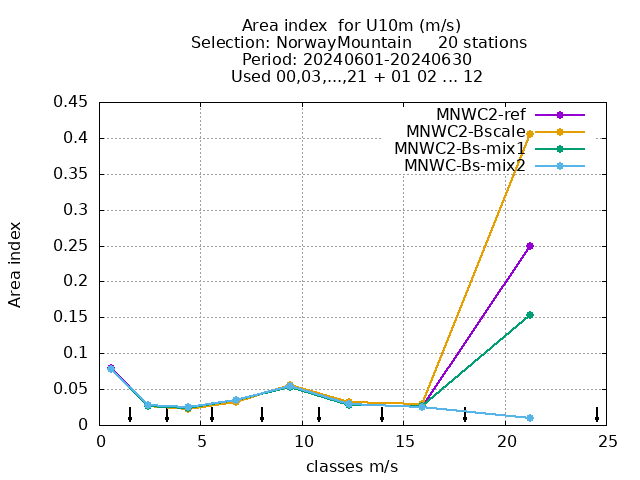 Area index  for U10m (m/s)
Selection: NorwayMountain     20 stations
Period: 20240601-20240630
Used 00,03,...,21 + 01 02 ... 12
MNWC2-ref
MNWC2-Bscale
MNWC2-Bs-mix1
MNWC-Bs-mix2
Area index
0.45
0.4
0.35
0.3
0.25
0.2
0.15
0.1
0.05
0
0 5 10 15 20 25
classes m/s